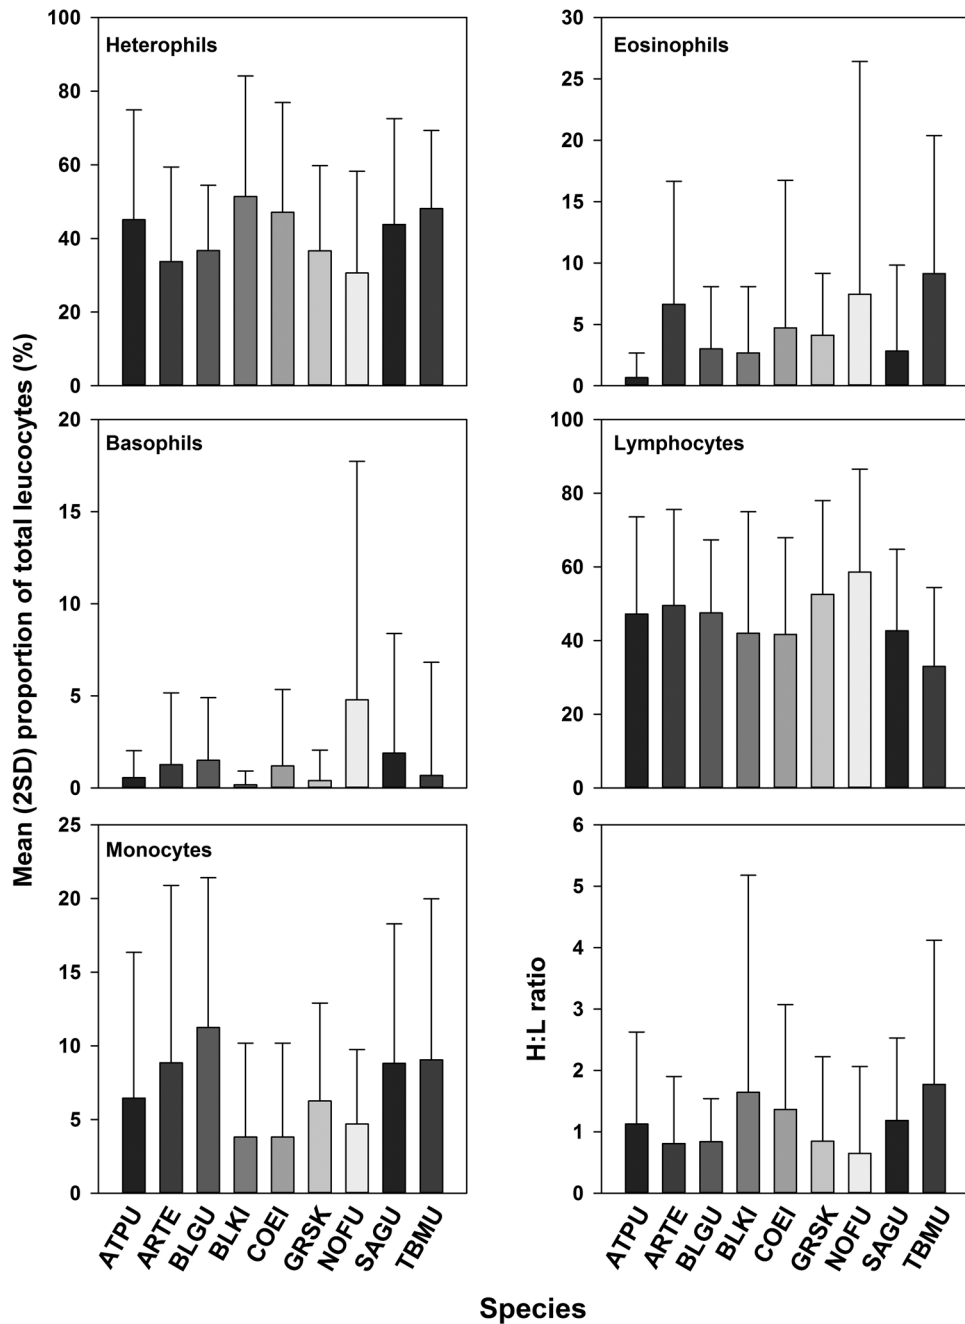 Mean (2SD) proportion of total leucocytes (%)
Heterophils
100
80
60
40
20
0
Eosinophils
30
25
20
15
10
5
0
Basophils
20
15
10
5
0
Lymphocytes
100
80
60
40
20
0
Monocytes
25
20
15
10
5
0
H:L ratio
6
5
4
3
2
1
0
ATPU
ARTE
BLGU
BLKI
COEI
GRSK
NOFU
SAGU
TBMU
ATPU
ARTE
BLGU
BLKI
COEI
GRSK
NOFU
SAGU
TBMU
Species